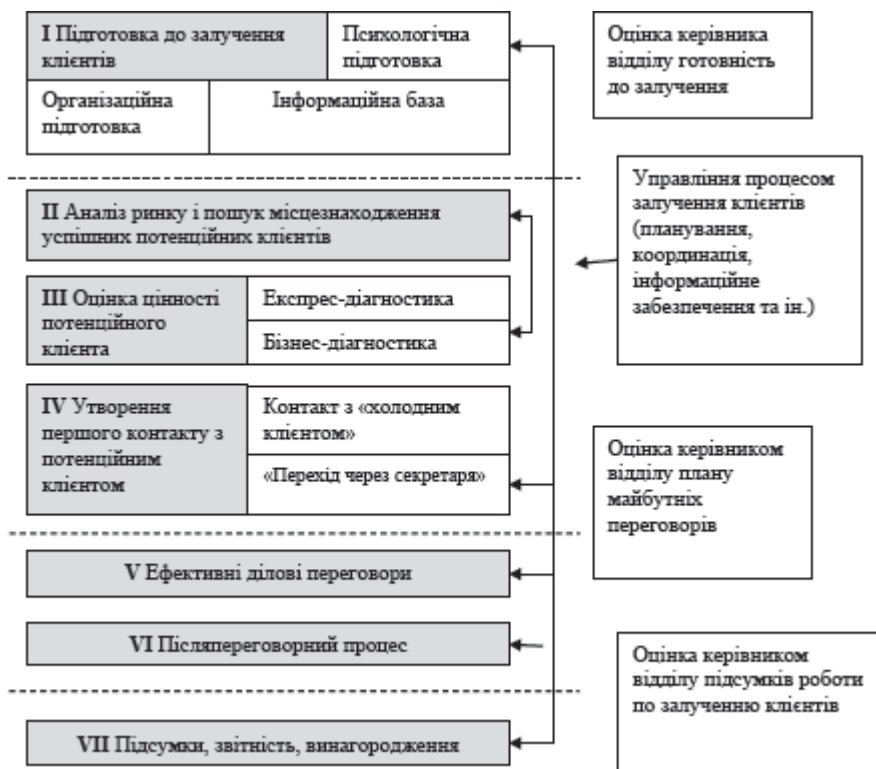 I Підготовка до залучення
клієнтів
Психологічна
підготовка
Організаційна
підготовка
Інформаційна база
Оцінка керівника
відділу готовність
до залучення
II Аналіз ринку і пошук місцезнаходження
успішних потенційних клієнтів
Управління процесом
залучення клієнтів
(планування,
координація,
інформаційне
забезпечення та ін.)
III Оцінка цінності
потенційного
клієнта
Експрес-діагностика
Бізнес-діагностика
IV Утворення
першого контакту з
потенційним
клієнтом
Контакт з «холодним
клієнтом»
«Перехід через секретаря»
Оцінка керівником
відділу плану
майбутніх
переговорів
V Ефективні ділові переговори
VI Післяпереговорний процес
Оцінка керівником
відділу підсумків роботи
по залученню клієнтів
VII Підсумки, звітність, винагородження